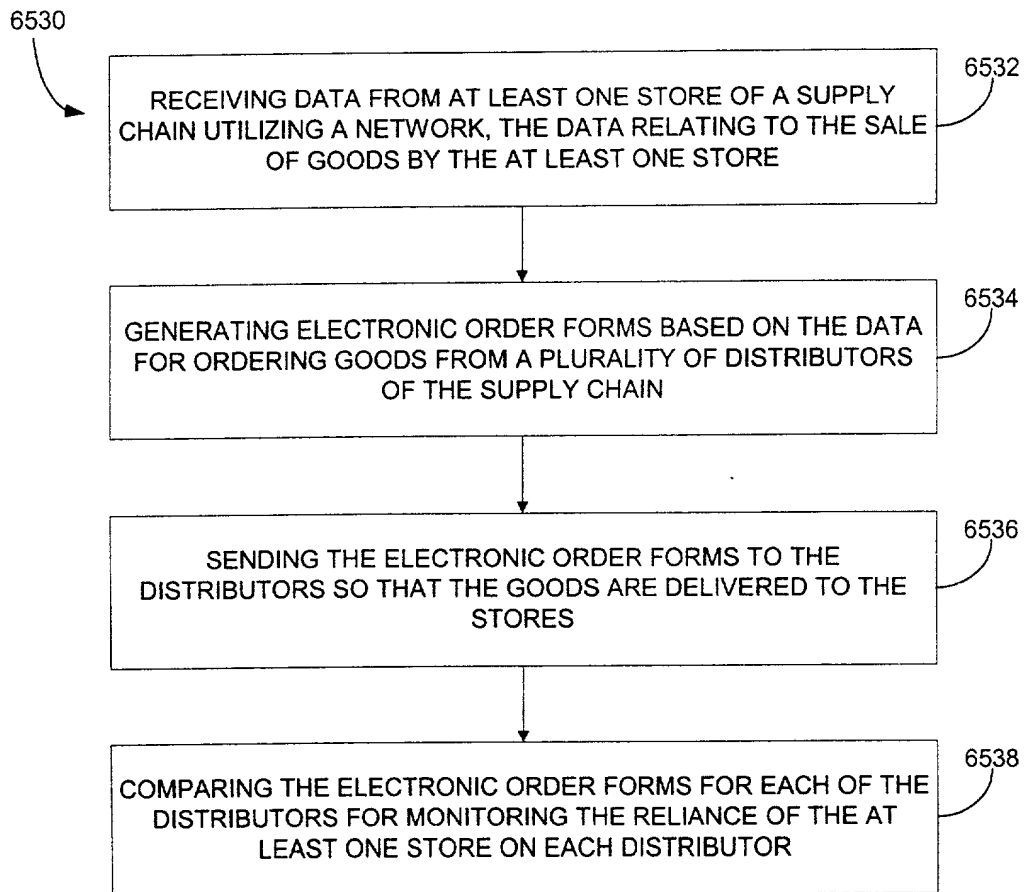 6530
6532
RECEIVING DATA FROM AT LEAST ONE STORE OF A SUPPLY
CHAIN UTILIZING A NETWORK, THE DATA RELATING TO THE SALE
OF GOODS BY THE AT LEAST ONE STORE
6534
GENERATING ELECTRONIC ORDER FORMS BASED ON THE DATA
FOR ORDERING GOODS FROM A PLURALITY OF DISTRIBUTORS
OF THE SUPPLY CHAIN
6536
SENDING THE ELECTRONIC ORDER FORMS TO THE
DISTRIBUTORS SO THAT THE GOODS ARE DELIVERED TO THE
STORES
6538
COMPARING THE ELECTRONIC ORDER FORMS FOR EACH OF THE
DISTRIBUTORS FOR MONITORING THE RELIANCE OF THE AT
LEAST ONE STORE ON EACH DISTRIBUTOR